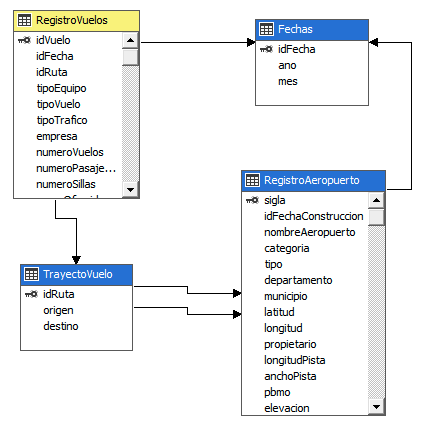 RegistroVuelos
idVuelo
idFecha
idRuta
tipoEquipo
tipoVuelo
tipoTrafico
empresa
numeroVuelos
numeroPasaje...
numeroSillas
Fechas
idFecha
ano
mes
RegistroAeropuerto
sigla
idFechaConstruccion
nombreAeropuerto
categoria
tipo
departamento
municipio
latitud
longitud
propietario
longitudPista
anchoPista
pbmo
elevacion
TrayectoVuelo
idRuta
origen
destino